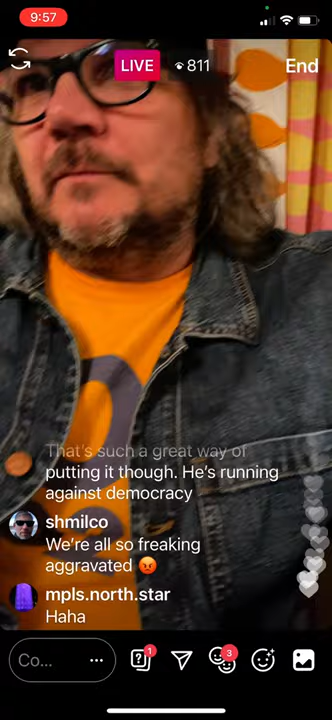 9:57
LIVE
811
End
That's such a great way of
putting it though. He's running
against democracy
shmilco
We're all so freaking
aggravated 😡
mpls.north.star
Haha
Co...
1
3